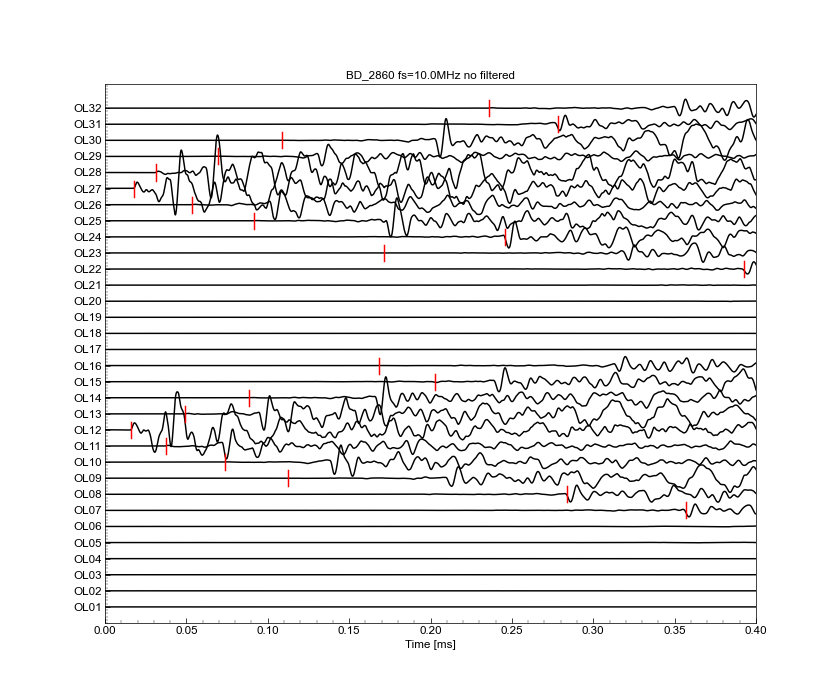 BD_2860 fs=10.0MHz no filtered
OL32
OL31
OL30
OL29
OL28
OL27
OL26
OL25
OL24
OL23
OL22
OL21
OL20
OL19
OL18
OL17
OL16
OL15
OL14
OL13
OL12
OL11
OL10
OL09
OL08
OL07
OL06
OL05
OL04
OL03
OL02
OL01
0.00 0.05 0.10 0.15 0.20 0.25 0.30 0.35 0.40
Time [ms]